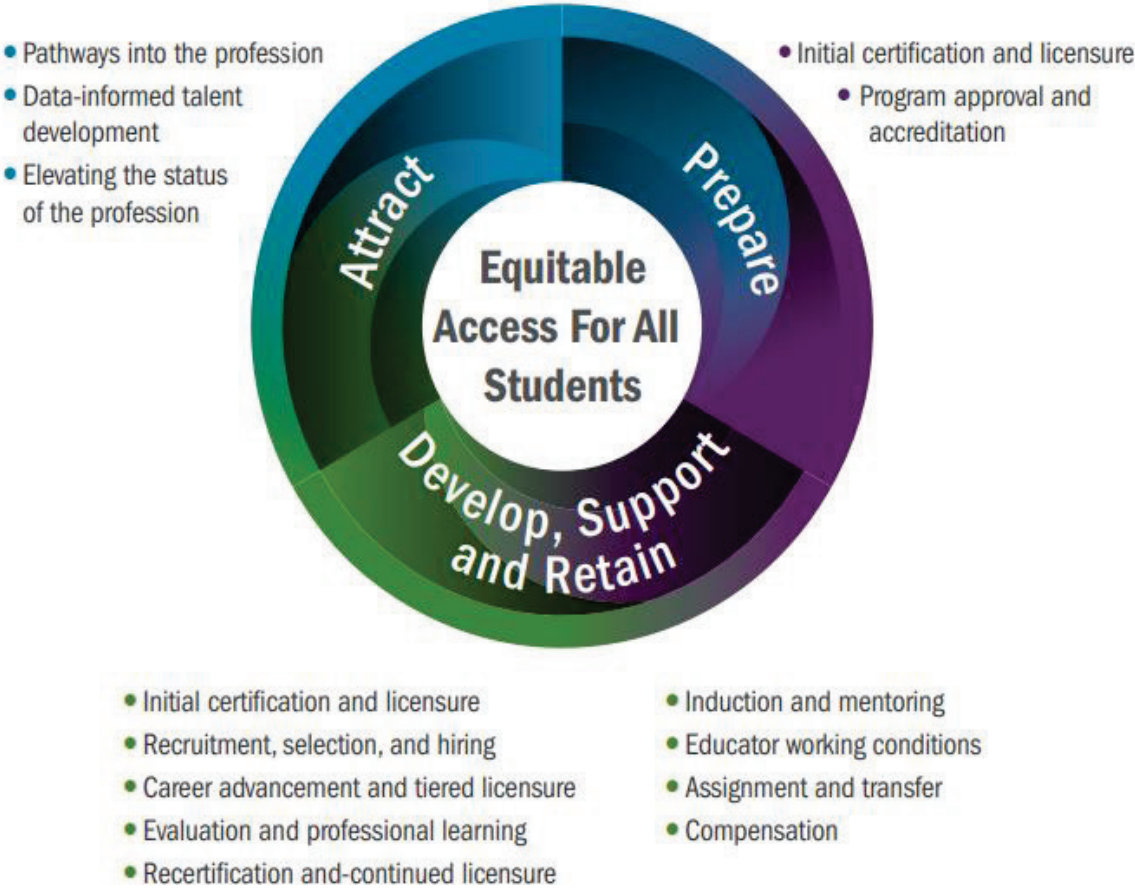 • Pathways into the profession
• Data-informed talent
development
• Elevating the status
of the profession
• Initial certification and licensure
• Program approval and
accreditation
Attract
Prepare
Equitable
Access For All
Students
Develop, Support
and Retain
• Initial certification and licensure
• Recruitment, selection, and hiring
• Career advancement and tiered licensure
• Evaluation and professional learning
• Recertification and-continued licensure
• Induction and mentoring
• Educator working conditions
• Assignment and transfer
• Compensation